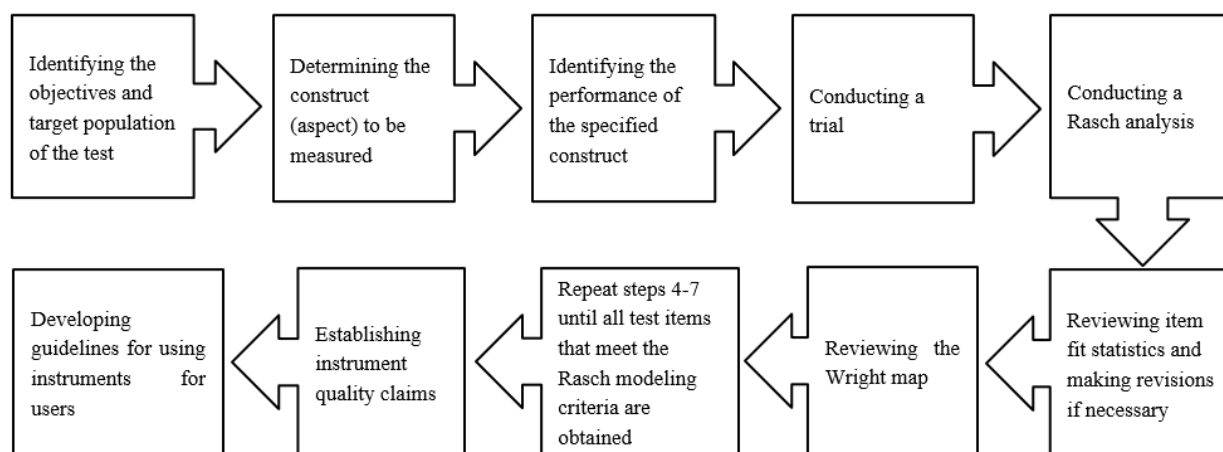 Identifying the
objectives and
target population
of the test
Determining the
construct
(aspect) to be
measured
Identifying the
performance of
the specified
construct
Conducting a
trial
Conducting a
Rasch analysis
Reviewing item
fit statistics and
making revisions
if necessary
Reviewing the
Wright map
Repeat steps 4-7
until all test items
that meet the
Rasch modeling
criteria are
obtained
Establishing
instrument
quality claims
Developing
guidelines for using
instruments for
users